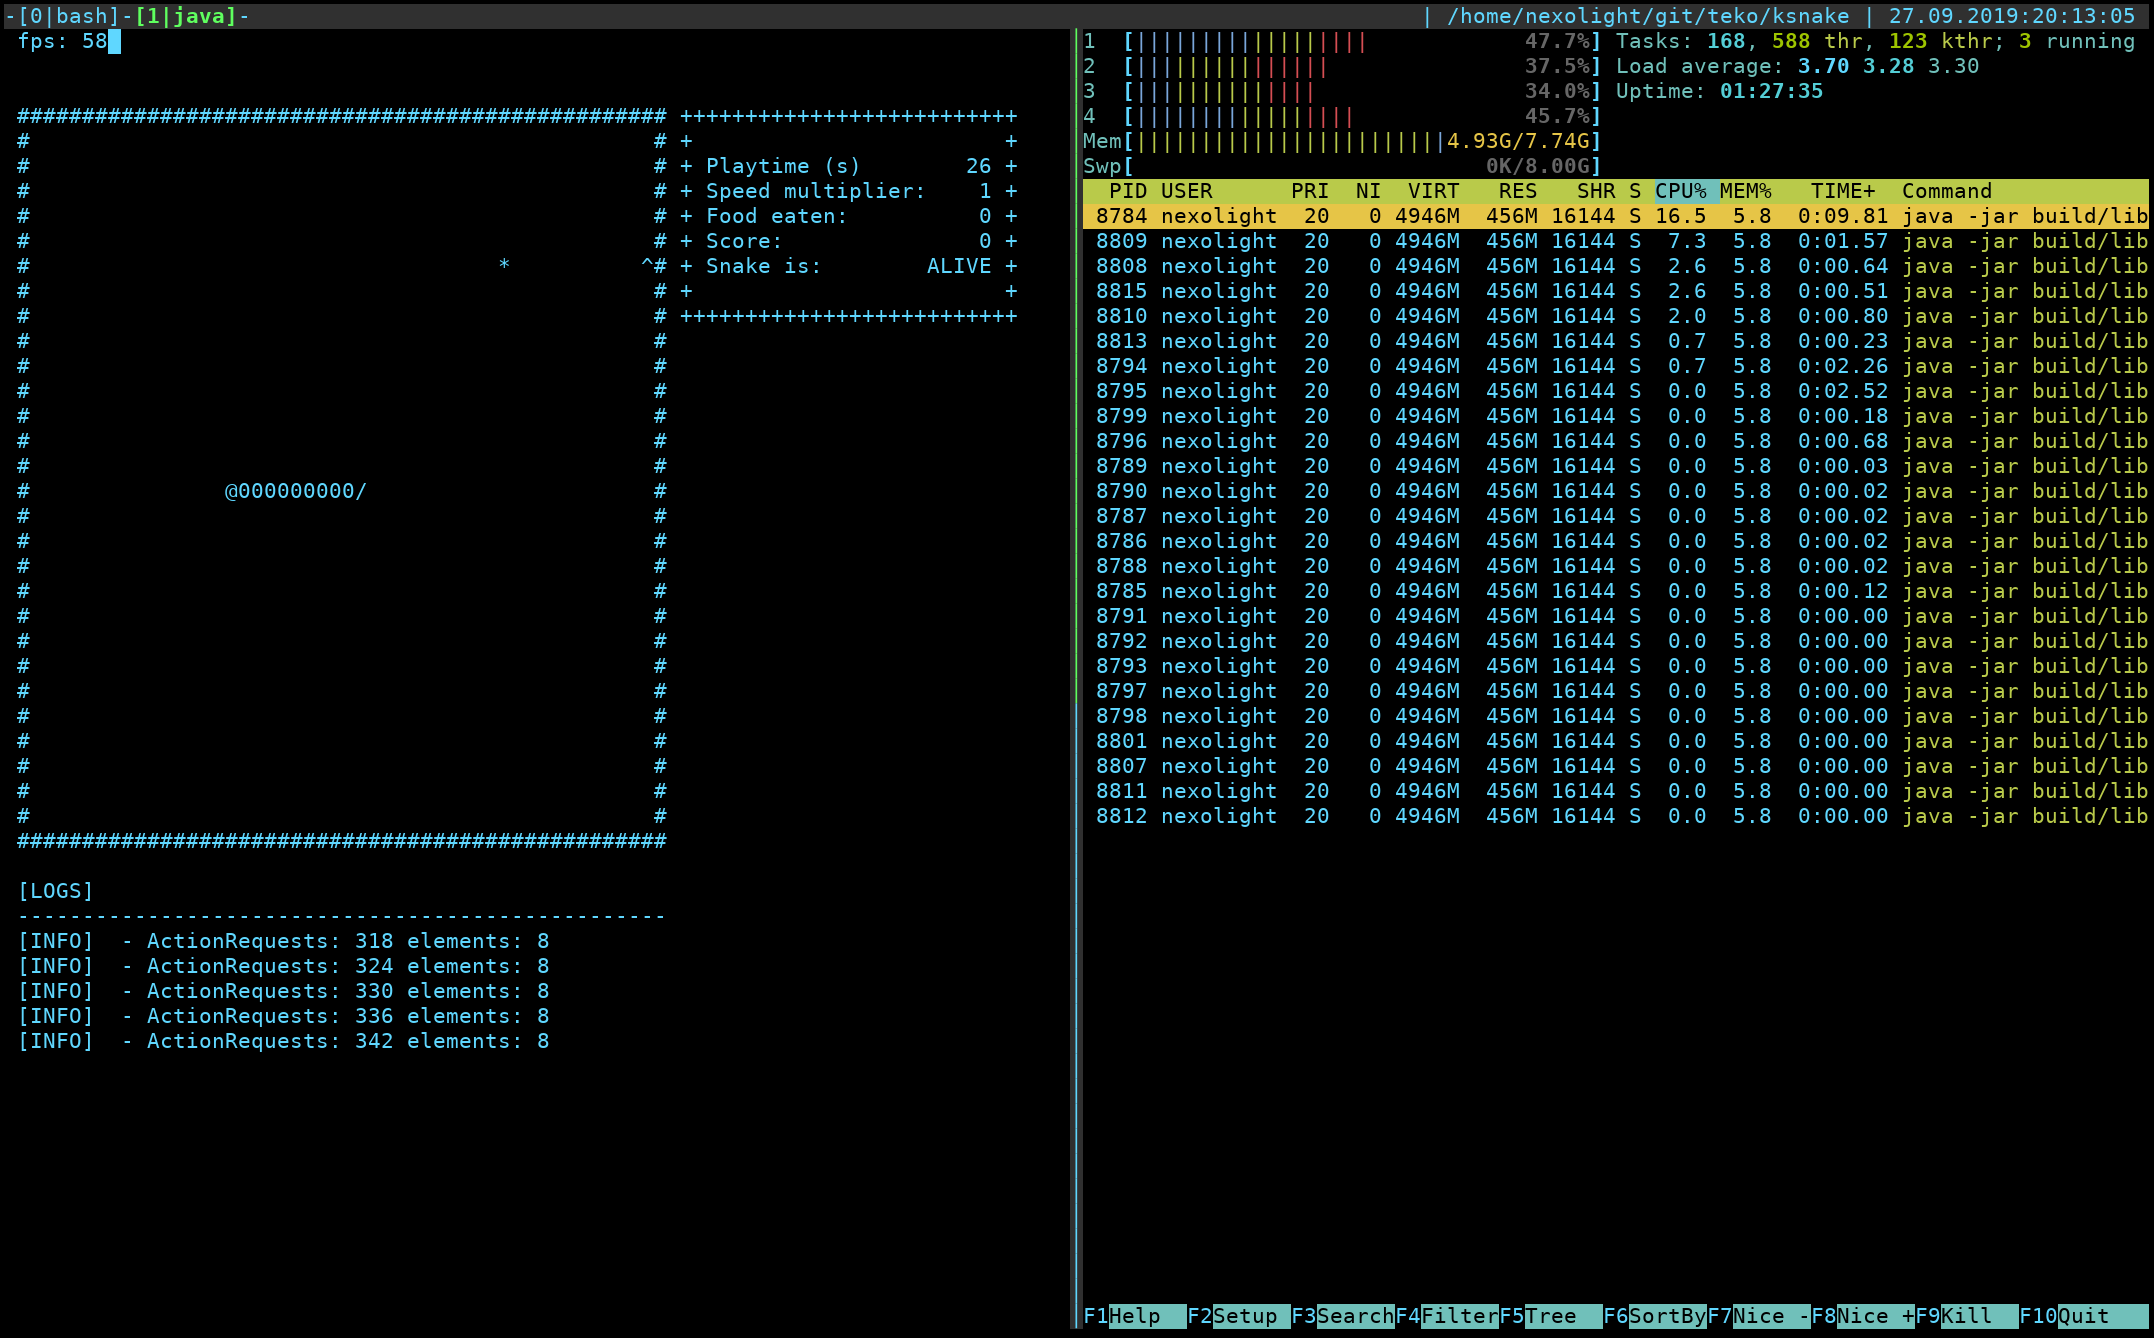 -[0|bash]-[1|java]- | /home/nexolight/git/teko/ksnake | 27.09.2019:20:13:05
fps: 58
##################################################
# #
# #
# #
# #
# #
# * ^#
# #
# #
# #
# #
# #
# #
# #
# #
# @000000000/ #
# #
# #
# #
# #
# #
# #
# #
# #
# #
# #
# #
# #
# #
##################################################
++++++++++++++++++++++++++
+ +
+ Playtime (s) 26 +
+ Speed multiplier: 1 +
+ Food eaten: 0 +
+ Score: 0 +
+ Snake is: ALIVE +
+ +
++++++++++++++++++++++++++
[LOGS]
--------------------------------------------------
[INFO] - ActionRequests: 318 elements: 8
[INFO] - ActionRequests: 324 elements: 8
[INFO] - ActionRequests: 330 elements: 8
[INFO] - ActionRequests: 336 elements: 8
[INFO] - ActionRequests: 342 elements: 8
1 [|||||||||||||||||| 47.7%] Tasks: 168, 588 thr, 123 kthr; 3 running
2 [||||||||||||||| 37.5%] Load average: 3.70 3.28 3.30
3 [|||||||||||||| 34.0%] Uptime: 01:27:35
4 [||||||||||||||||| 45.7%]
Mem[||||||||||||||||||||||||4.93G/7.74G]
Swp[ 0K/8.00G]
PID USER PRI NI VIRT RES SHR S CPU% MEM% TIME+ Command
8784 nexolight 20 0 4946M 456M 16144 S 16.5 5.8 0:09.81 java -jar build/lib
8809 nexolight 20 0 4946M 456M 16144 S 7.3 5.8 0:01.57 java -jar build/lib
8808 nexolight 20 0 4946M 456M 16144 S 2.6 5.8 0:00.64 java -jar build/lib
8815 nexolight 20 0 4946M 456M 16144 S 2.6 5.8 0:00.51 java -jar build/lib
8810 nexolight 20 0 4946M 456M 16144 S 2.0 5.8 0:00.80 java -jar build/lib
8813 nexolight 20 0 4946M 456M 16144 S 0.7 5.8 0:00.23 java -jar build/lib
8794 nexolight 20 0 4946M 456M 16144 S 0.7 5.8 0:02.26 java -jar build/lib
8795 nexolight 20 0 4946M 456M 16144 S 0.0 5.8 0:02.52 java -jar build/lib
8799 nexolight 20 0 4946M 456M 16144 S 0.0 5.8 0:00.18 java -jar build/lib
8796 nexolight 20 0 4946M 456M 16144 S 0.0 5.8 0:00.68 java -jar build/lib
8789 nexolight 20 0 4946M 456M 16144 S 0.0 5.8 0:00.03 java -jar build/lib
8790 nexolight 20 0 4946M 456M 16144 S 0.0 5.8 0:00.02 java -jar build/lib
8787 nexolight 20 0 4946M 456M 16144 S 0.0 5.8 0:00.02 java -jar build/lib
8786 nexolight 20 0 4946M 456M 16144 S 0.0 5.8 0:00.02 java -jar build/lib
8788 nexolight 20 0 4946M 456M 16144 S 0.0 5.8 0:00.02 java -jar build/lib
8785 nexolight 20 0 4946M 456M 16144 S 0.0 5.8 0:00.12 java -jar build/lib
8791 nexolight 20 0 4946M 456M 16144 S 0.0 5.8 0:00.00 java -jar build/lib
8792 nexolight 20 0 4946M 456M 16144 S 0.0 5.8 0:00.00 java -jar build/lib
8793 nexolight 20 0 4946M 456M 16144 S 0.0 5.8 0:00.00 java -jar build/lib
8797 nexolight 20 0 4946M 456M 16144 S 0.0 5.8 0:00.00 java -jar build/lib
8798 nexolight 20 0 4946M 456M 16144 S 0.0 5.8 0:00.00 java -jar build/lib
8801 nexolight 20 0 4946M 456M 16144 S 0.0 5.8 0:00.00 java -jar build/lib
8807 nexolight 20 0 4946M 456M 16144 S 0.0 5.8 0:00.00 java -jar build/lib
8811 nexolight 20 0 4946M 456M 16144 S 0.0 5.8 0:00.00 java -jar build/lib
8812 nexolight 20 0 4946M 456M 16144 S 0.0 5.8 0:00.00 java -jar build/lib
F1Help F2Setup F3SearchF4FilterF5Tree F6SortByF7Nice -F8Nice +F9Kill F10Quit